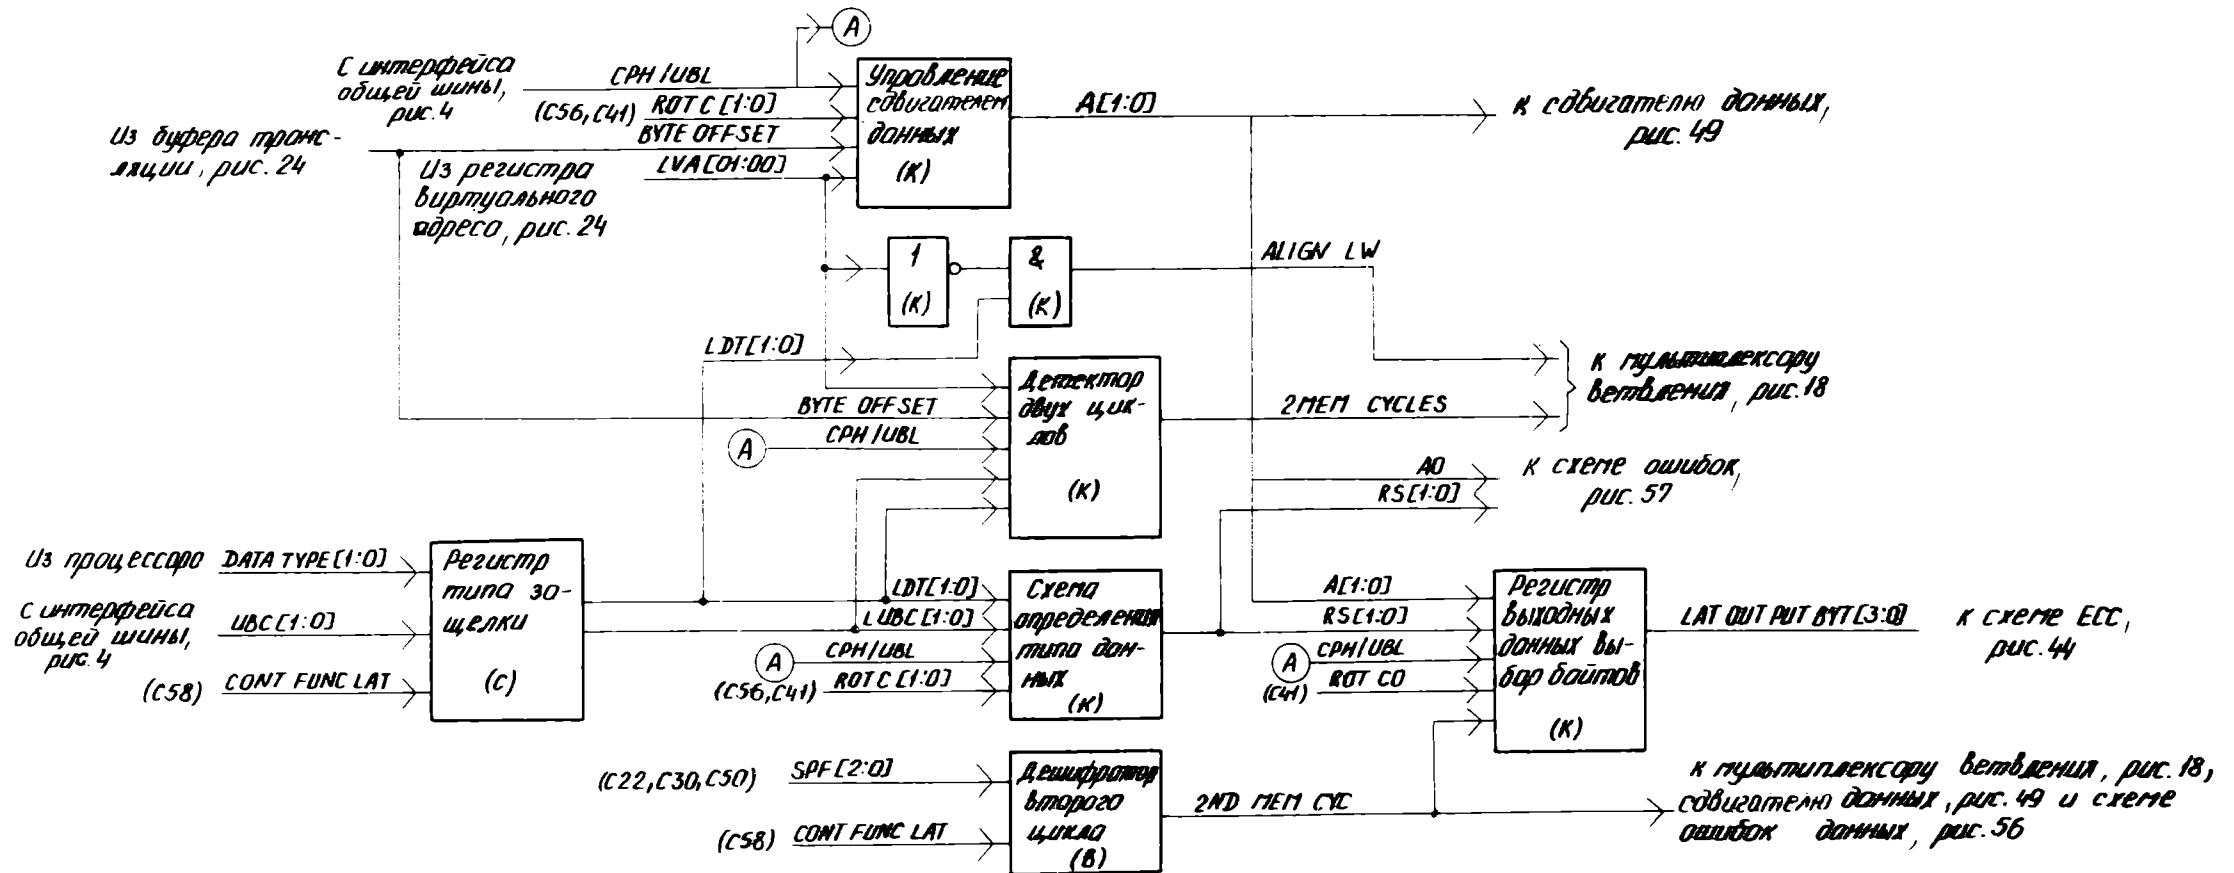 А
С интерфейса
общей шины,
рис. 4
CPH/UBL
(C56, C41) ROT C [1:0]
BYTE OFFSET
LVA[01:00]
Из буфера транс-
ляции, рис. 24
Из регистра
виртуального
адреса, рис. 24
Управление
сдвигателем
данных
(К)
A[1:0]
к сдвигателю данных,
рис. 49
1
(К)
&
(К)
ALIGN LW
LDT[1:0]
BYTE OFFSET
А
CPH/UBL
Детектор
двух цик-
лов
(К)
2MEM CYCLES
к мультиплексору
ветвления, рис. 18
A0
RS[1:0]
к схеме ошибок,
рис. 57
Из процессора DATA TYPE[1:0]
С интерфейса
общей шины,
рис. 4
UBC[1:0]
(C58) CONT FUNC LAT
Регистр
типа за-
щелки
(С)
LDT[1:0]
LUBC[1:0]
А
CPH/UBL
(C56, C41) ROT C [1:0]
Схема
определения
типа дан-
ных
(К)
A[1:0]
RS[1:0]
А
CPH/UBL
(C41) ROT C0
Регистр
выходных
данных вы-
бор байтов
(К)
LAT OUT PUT BYT[3:0]
к схеме ECC,
рис. 44
(C22, C30, C50) SPF[2:0]
(C58) CONT FUNC LAT
Дешифратор
второго
цикла
(В)
2ND MEM CYC
к мультиплексору ветвления, рис. 18,
сдвигателю данных, рис. 49 и схеме
ошибок данных, рис. 56